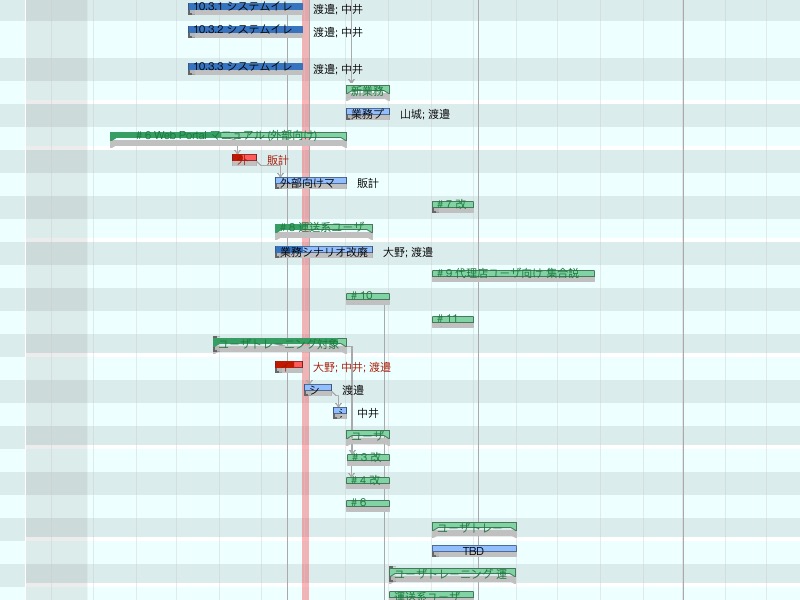 10.3.1 システムイレ 渡邉; 中井
10.3.2 システムイレ 渡邉; 中井
10.3.3 システムイレ 渡邉; 中井
新業務
業務プ 山城; 渡邉
# 6 Web Portal マニュアル (外部向け)
販計
外部向けマ 販計
# 7 改
# 8 運送系ユーザ
業務シナリオ改廃 大野; 渡邉
# 9 代理店ユーザ向け 集合説
# 10
# 11
ユーザトレーニング対象
大野; 中井; 渡邉
シ 渡邉
中井
ユーザ
# 3 改
# 4 改
# 6
ユーザトレー
TBD
ユーザトレーニング 運
運送系ユーザ